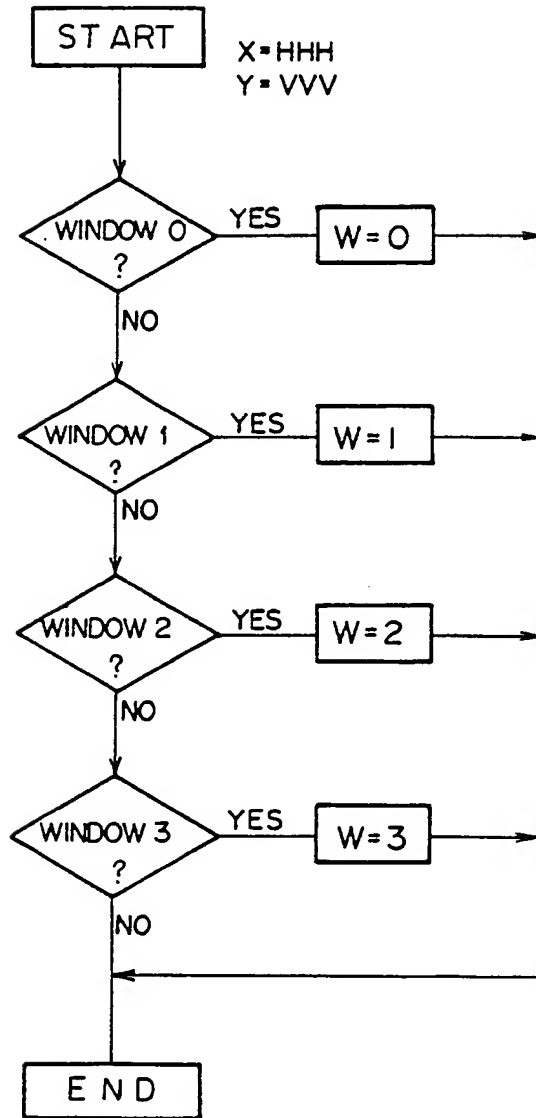 START
X=HHH
Y=VVV
WINDOW 0
?
YES
W=0
NO
WINDOW 1
?
YES
W=1
NO
WINDOW 2
?
YES
W=2
NO
WINDOW 3
?
YES
W=3
NO
END